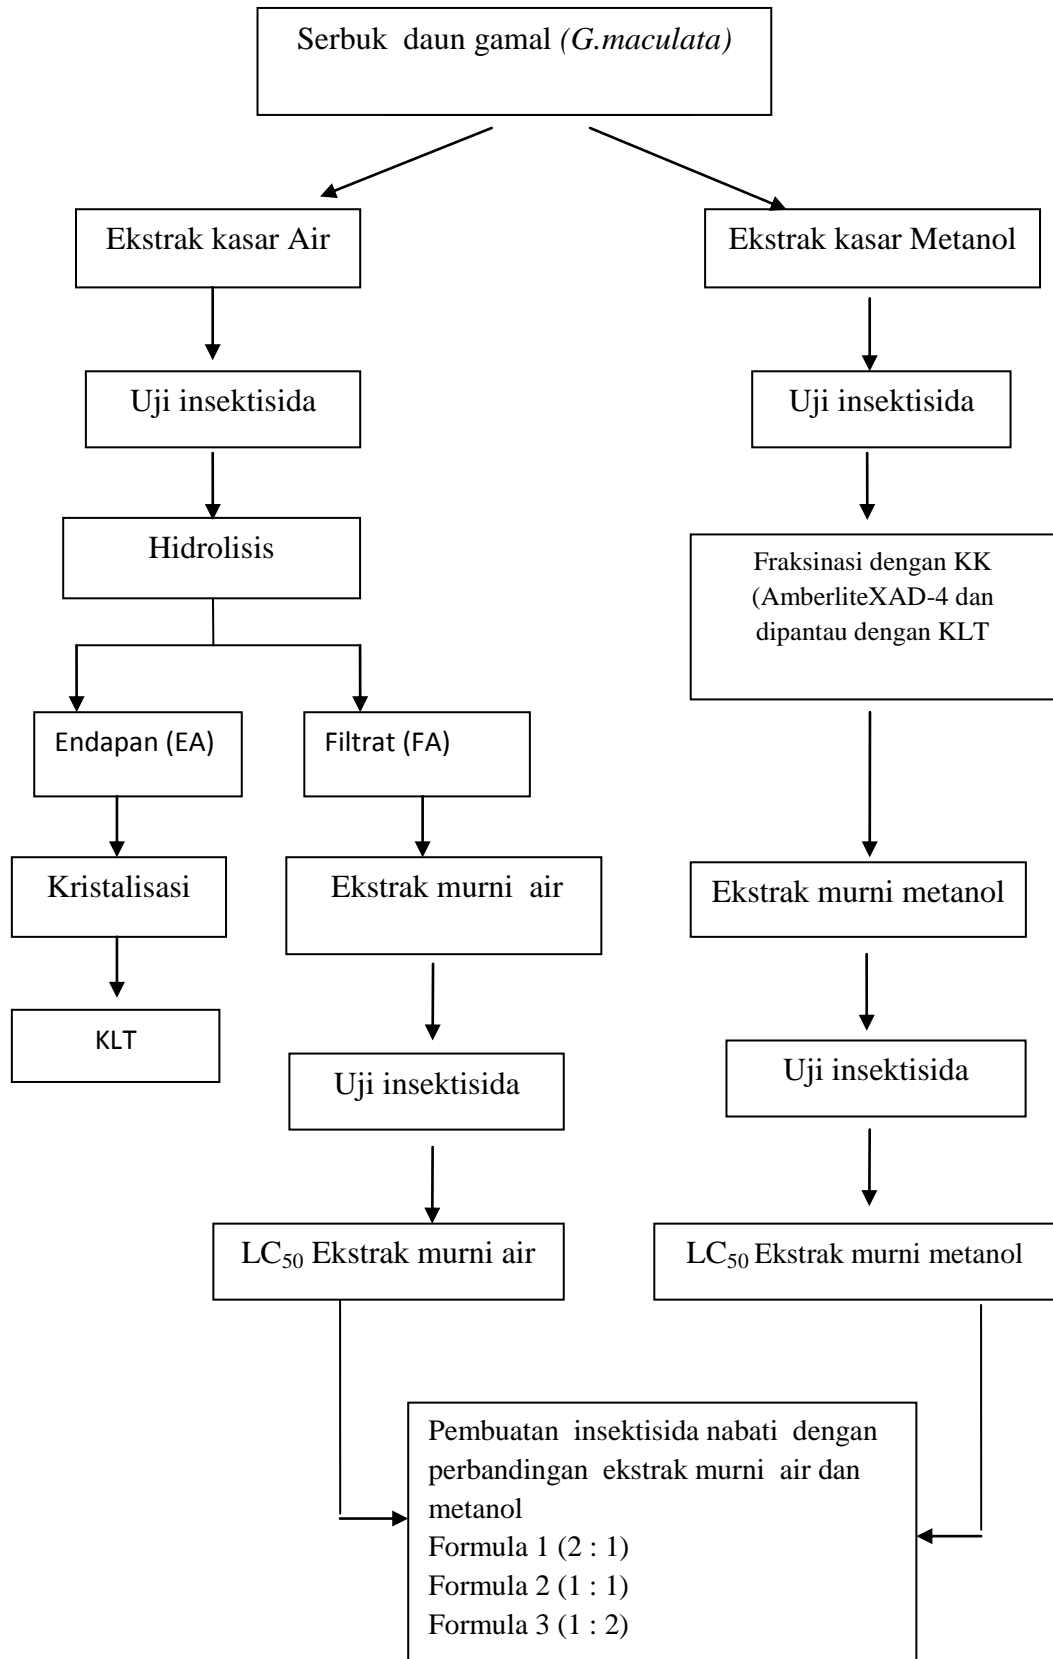 Serbuk daun gamal (G.maculata)
Ekstrak kasar Air
Ekstrak kasar Metanol
Uji insektisida
Uji insektisida
Hidrolisis
Fraksinasi dengan KK
(AmberliteXAD-4 dan
dipantau dengan KLT
Endapan (EA)
Filtrat (FA)
Kristalisasi
Ekstrak murni air
Ekstrak murni metanol
KLT
Uji insektisida
Uji insektisida
LC₅₀ Ekstrak murni air
LC₅₀ Ekstrak murni metanol
Pembuatan insektisida nabati dengan
perbandingan ekstrak murni air dan
metanol
Formula 1 (2 : 1)
Formula 2 (1 : 1)
Formula 3 (1 : 2)